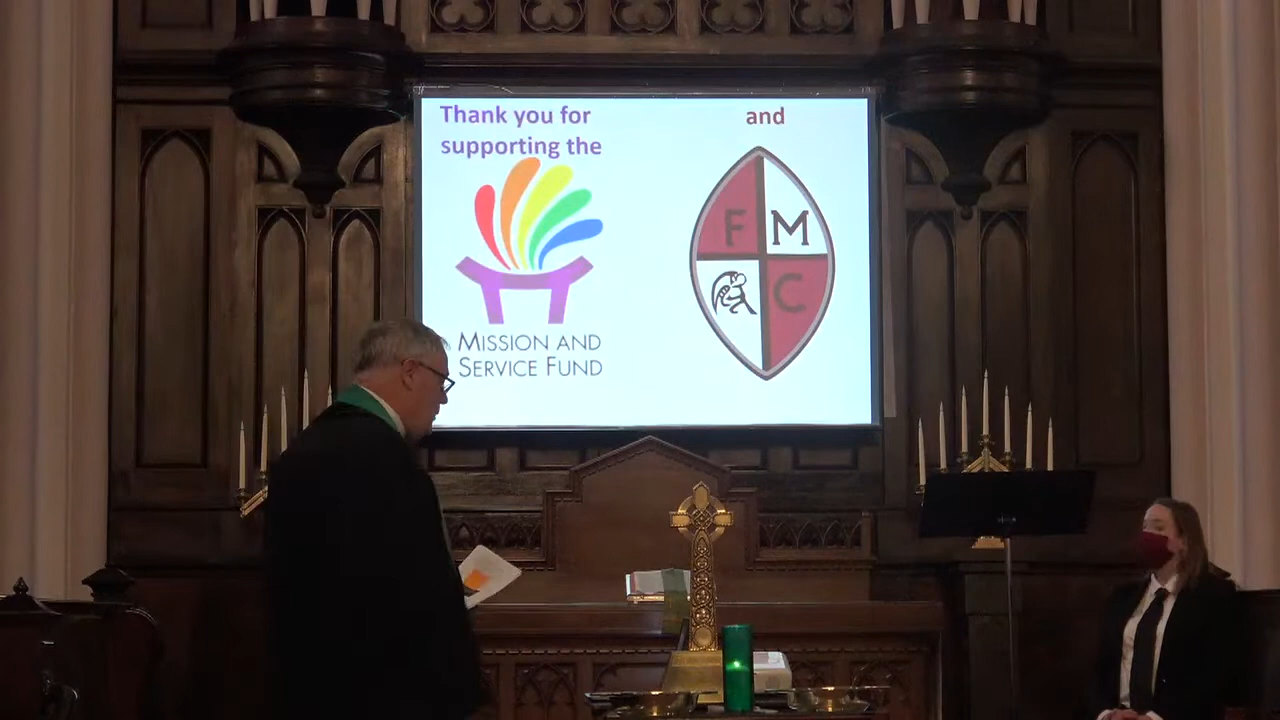 Thank you for
supporting the
MISSION AND
SERVICE FUND
and
F M
C